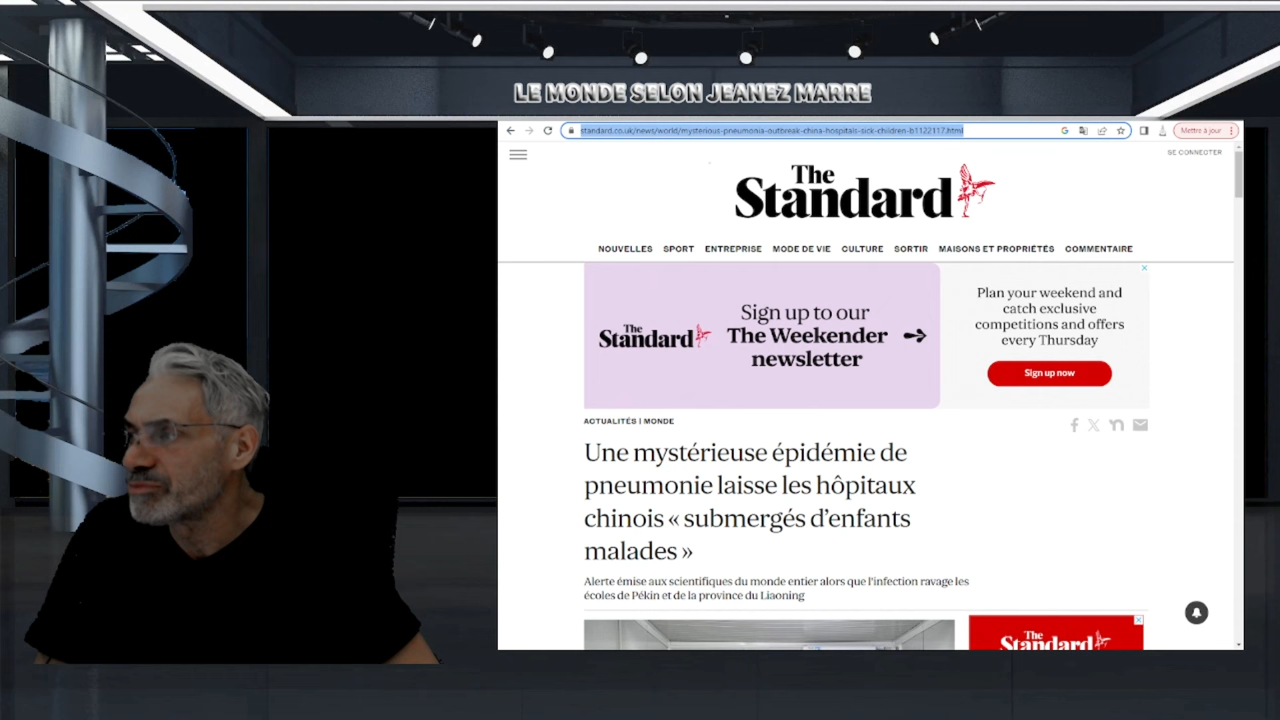 LE MONDE SELON JEANEZ MARRE
standard.co.uk/news/world/mysterious-pneumonia-outbreak-china-hospitals-sick-children-b1122117.html
Mettre à jour
SE CONNECTER
The
Standard
NOUVELLES SPORT ENTREPRISE MODE DE VIE CULTURE SORTIR MAISONS ET PROPRIÉTÉS COMMENTAIRE
The
Standard
Sign up to our
The Weekender
newsletter
Plan your weekend and
catch exclusive
competitions and offers
every Thursday
Sign up now
ACTUALITÉS | MONDE
Une mystérieuse épidémie de
pneumonie laisse les hôpitaux
chinois « submergés d'enfants
malades »
Alerte émise aux scientifiques du monde entier alors que l'infection ravage les
écoles de Pékin et de la province du Liaoning
The
Standard